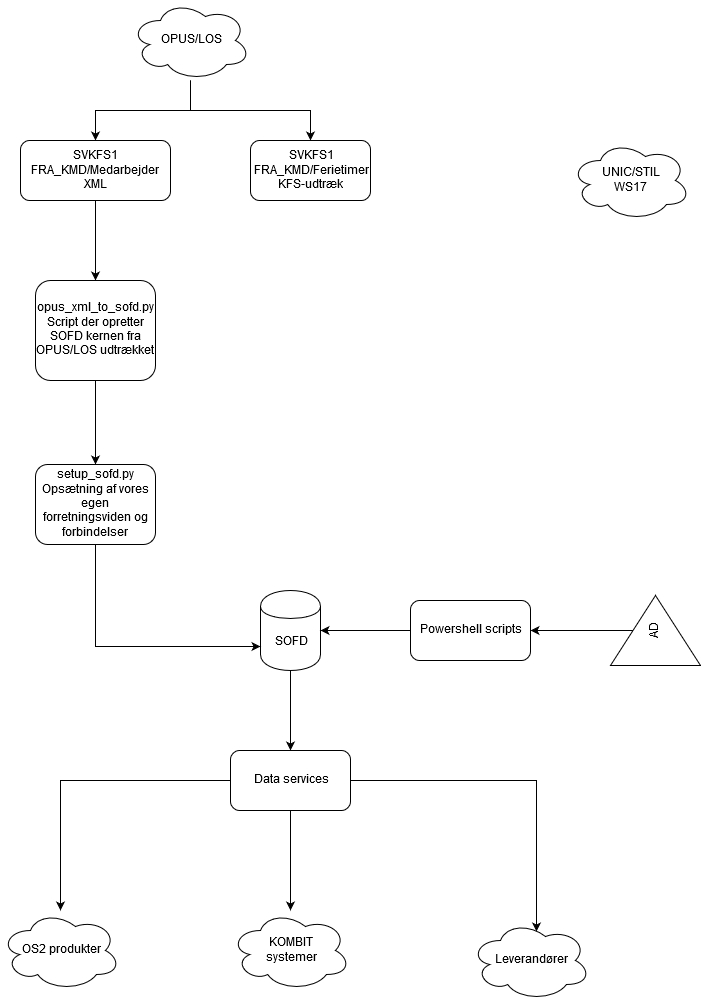 OPUS/LOS
SVKFS1
FRA_KMD/Medarbejder
XML
SVKFS1
FRA_KMD/Ferietimer
KFS-udtræk
UNIC/STIL
WS17
opus_xml_to_sofd.py
Script der opretter
SOFD kernen fra
OPUS/LOS udtrækket
setup_sofd.py
Opsætning af vores
egen
forretningsviden og
forbindelser
SOFD
Powershell scripts
AD
Data services
OS2 produkter
KOMBIT
systemer
Leverandører